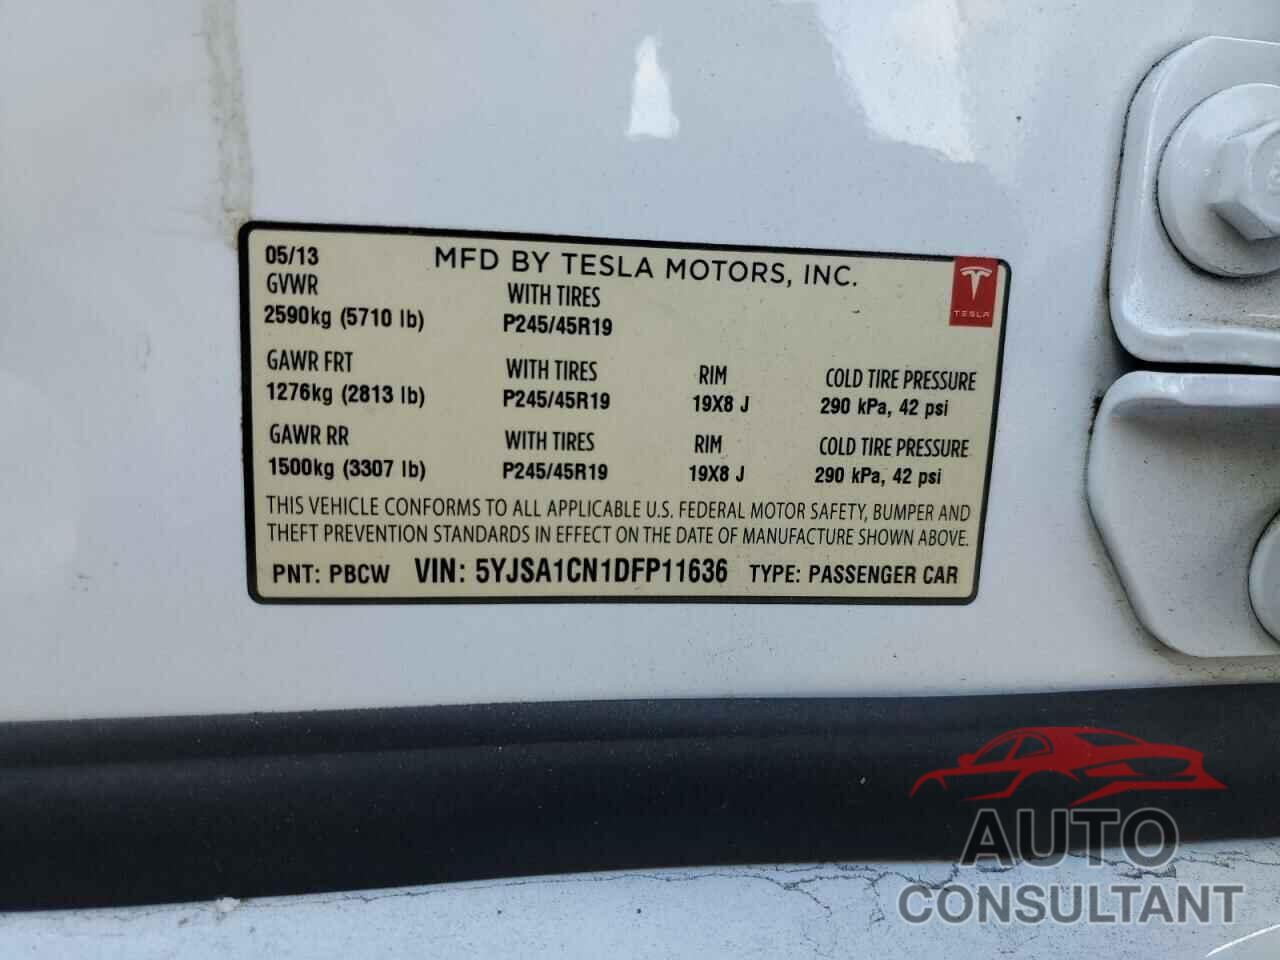 05/13 MFD BY TESLA MOTORS, INC.
GVWR WITH TIRES
2590kg (5710 lb) P245/45R19
TESLA
GAWR FRT WITH TIRES RIM COLD TIRE PRESSURE
1276kg (2813 lb) P245/45R19 19X8 J 290 kPa, 42 psi
GAWR RR WITH TIRES RIM COLD TIRE PRESSURE
1500kg (3307 lb) P245/45R19 19X8 J 290 kPa, 42 psi
THIS VEHICLE CONFORMS TO ALL APPLICABLE U.S. FEDERAL MOTOR SAFETY, BUMPER AND
THEFT PREVENTION STANDARDS IN EFFECT ON THE DATE OF MANUFACTURE SHOWN ABOVE.
PNT: PBCW VIN: 5YJSA1CN1DFP11636 TYPE: PASSENGER CAR
AUTO
CONSULTANT